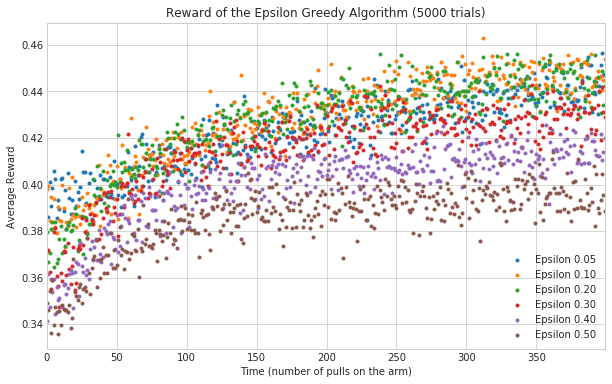 Reward of the Epsilon Greedy Algorithm (5000 trials)
Average Reward
0.46
0.44
0.42
0.40
0.38
0.36
0.34
Epsilon 0.05
Epsilon 0.10
Epsilon 0.20
Epsilon 0.30
Epsilon 0.40
Epsilon 0.50
0 50 100 150 200 250 300 350
Time (number of pulls on the arm)